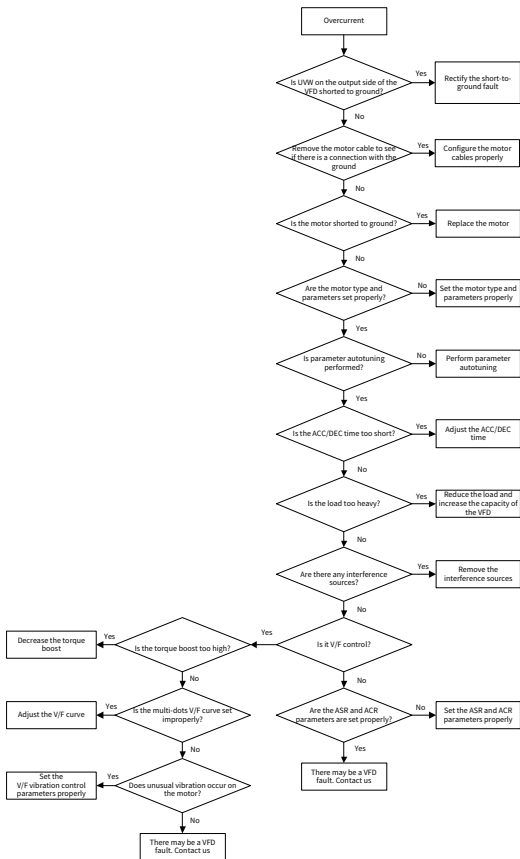 Overcurrent
Is UVW on the output side of the
VFD shorted to ground?
Yes
Rectify the short-to-
ground fault
No
Remove the motor cable to see
if there is a connection with the
ground
Yes
Configure the motor
cables properly
No
Is the motor shorted to ground?
Yes
Replace the motor
No
Are the motor type and
parameters set properly?
No
Set the motor type and
parameters properly
Yes
Is parameter autotuning
performed?
No
Perform parameter
autotuning
Yes
Is the ACC/DEC time too short?
Yes
Adjust the ACC/DEC
time
No
Is the load too heavy?
Yes
Reduce the load and
increase the capacity of
the VFD
No
Are there any interference
sources?
Yes
Remove the
interference sources
No
Is it V/F control?
Yes
Is the torque boost too high?
Yes
Decrease the torque
boost
No
No
Is the multi-dots V/F curve set
improperly?
Yes
Adjust the V/F curve
Are the ASR and ACR
parameters are set properly?
No
Set the ASR and ACR
parameters properly
No
Yes
Does unusual vibration occur on
the motor?
Yes
Set the
V/F vibration control
parameters properly
There may be a VFD
fault. Contact us
No
There may be a VFD
fault. Contact us